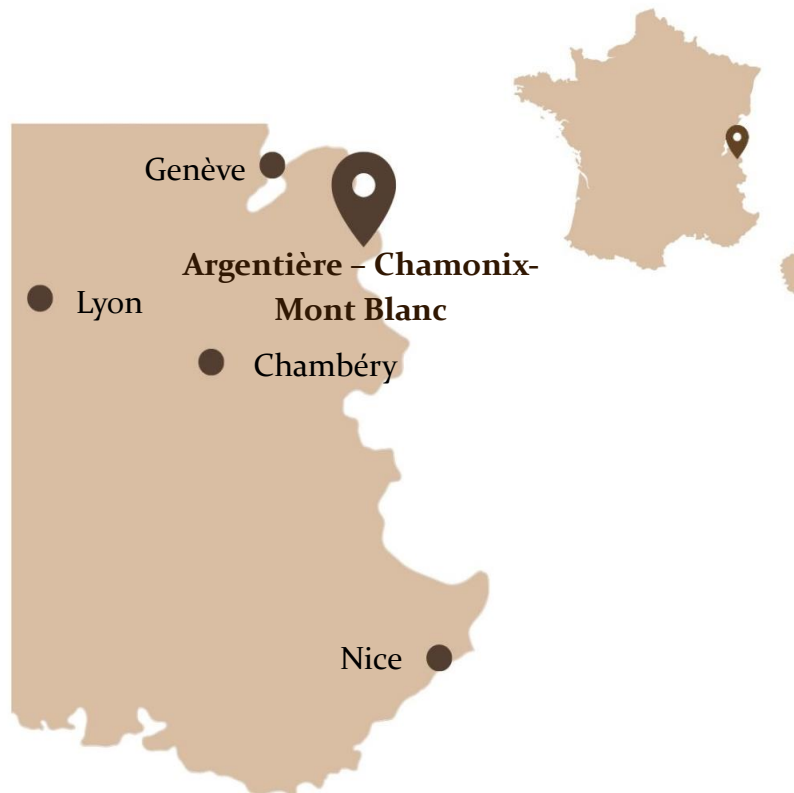 Genève
Argentière – Chamonix-
Mont Blanc
Lyon
Chambéry
Nice